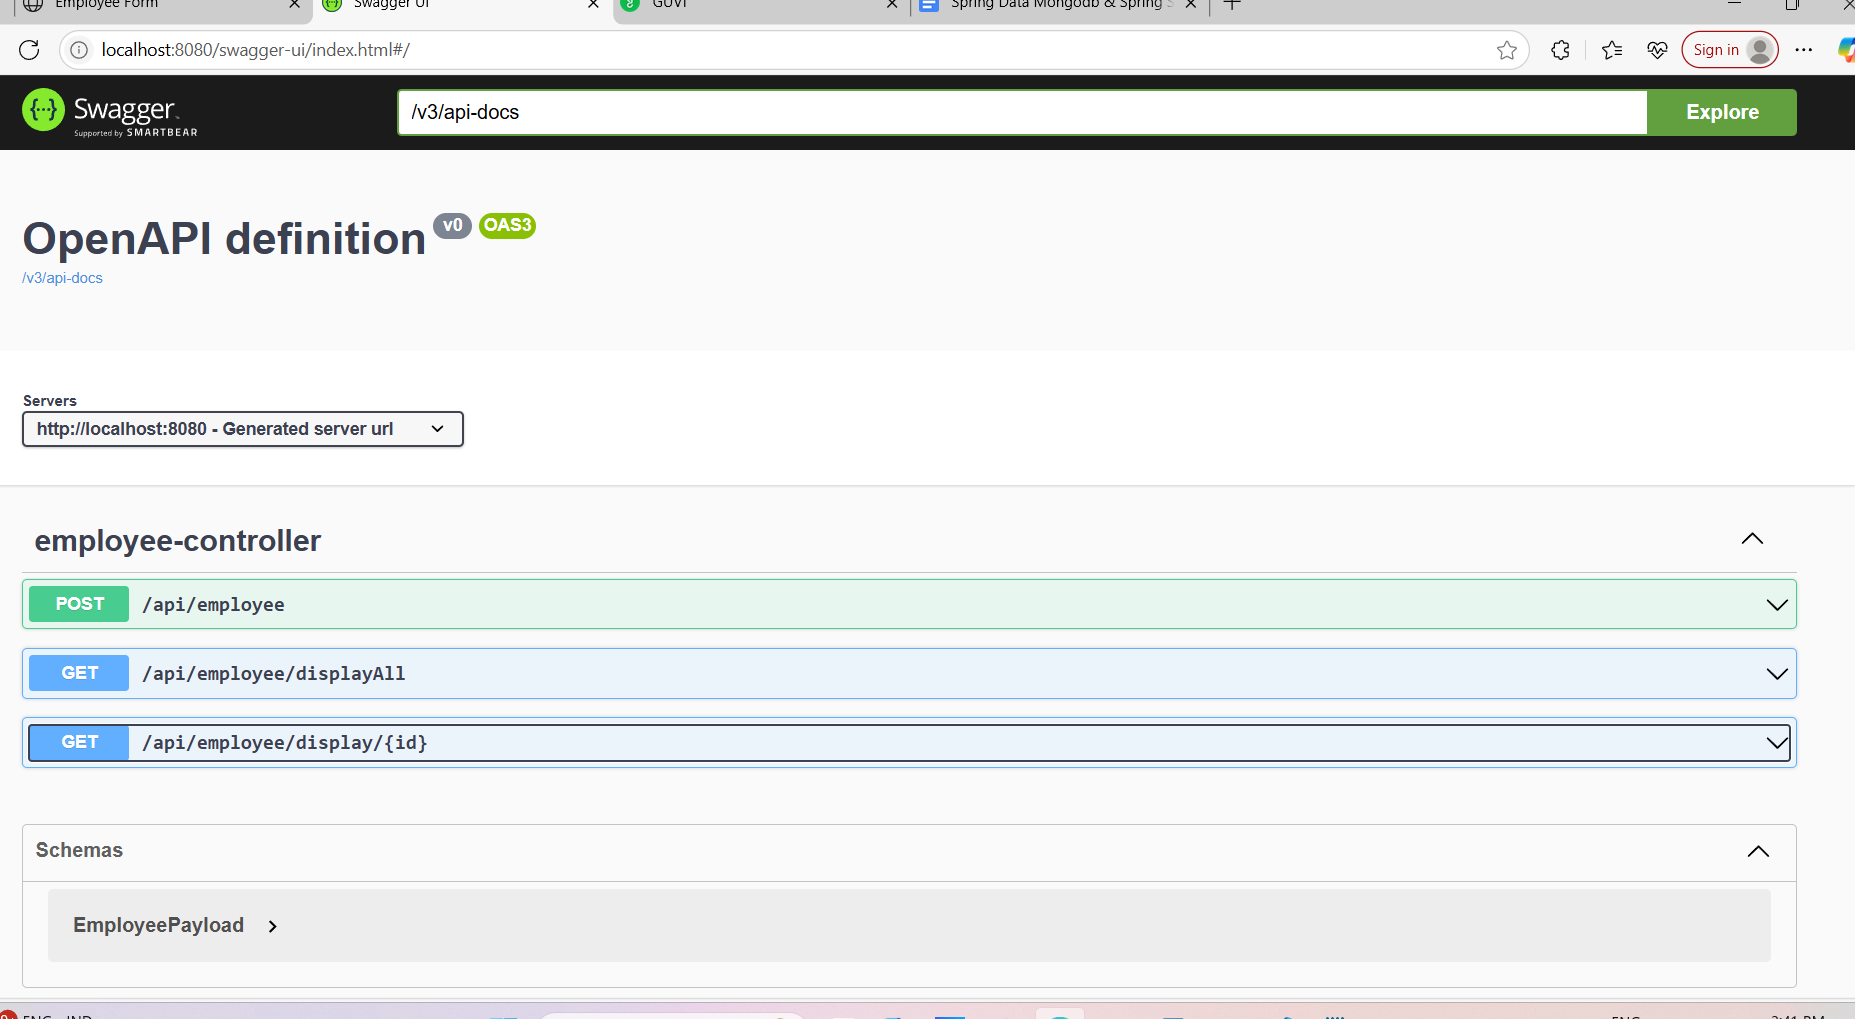 Employee Form
Swagger UI
GUVI
Spring Data Mongodb & Spring
localhost:8080/swagger-ui/index.html#/
Sign in
Swagger
Supported by SMARTBEAR
/v3/api-docs
Explore
OpenAPI definition
v0
OAS3
/v3/api-docs
Servers
http://localhost:8080 - Generated server url
employee-controller
POST /api/employee
GET /api/employee/displayAll
GET /api/employee/display/{id}
Schemas
EmployeePayload